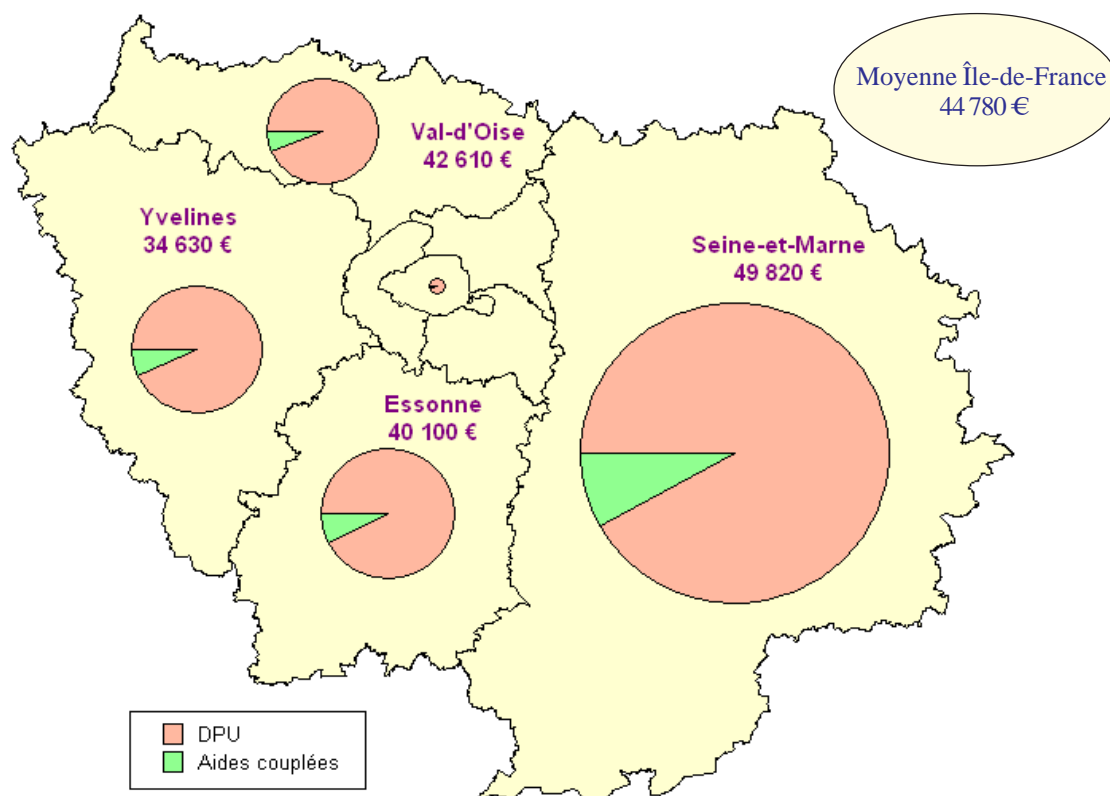 Moyenne Île-de-France
44 780 €
Val-d'Oise
42 610 €
Yvelines
34 630 €
Seine-et-Marne
49 820 €
Essonne
40 100 €
DPU
Aides couplées